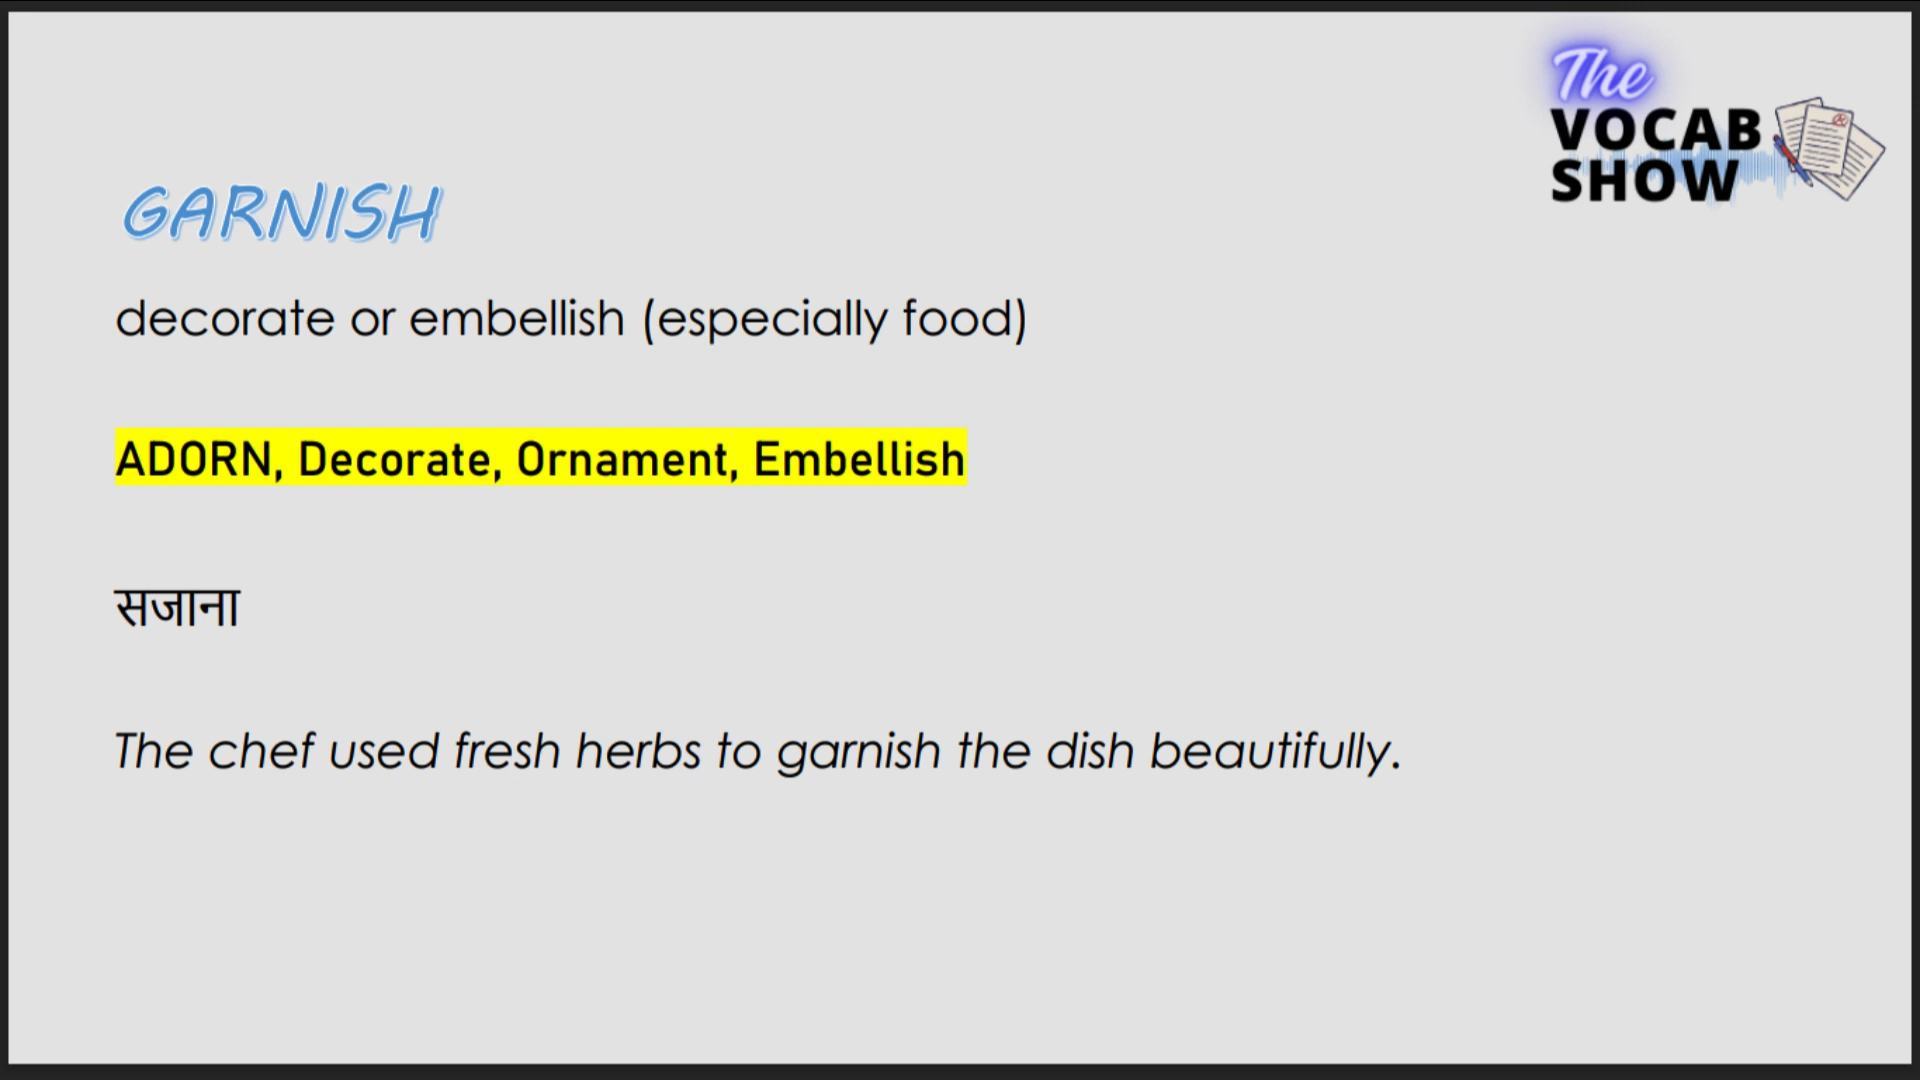 The
VOCAB
SHOW
GARNISH
decorate or embellish (especially food)
ADORN, Decorate, Ornament, Embellish
सजाना
The chef used fresh herbs to garnish the dish beautifully.